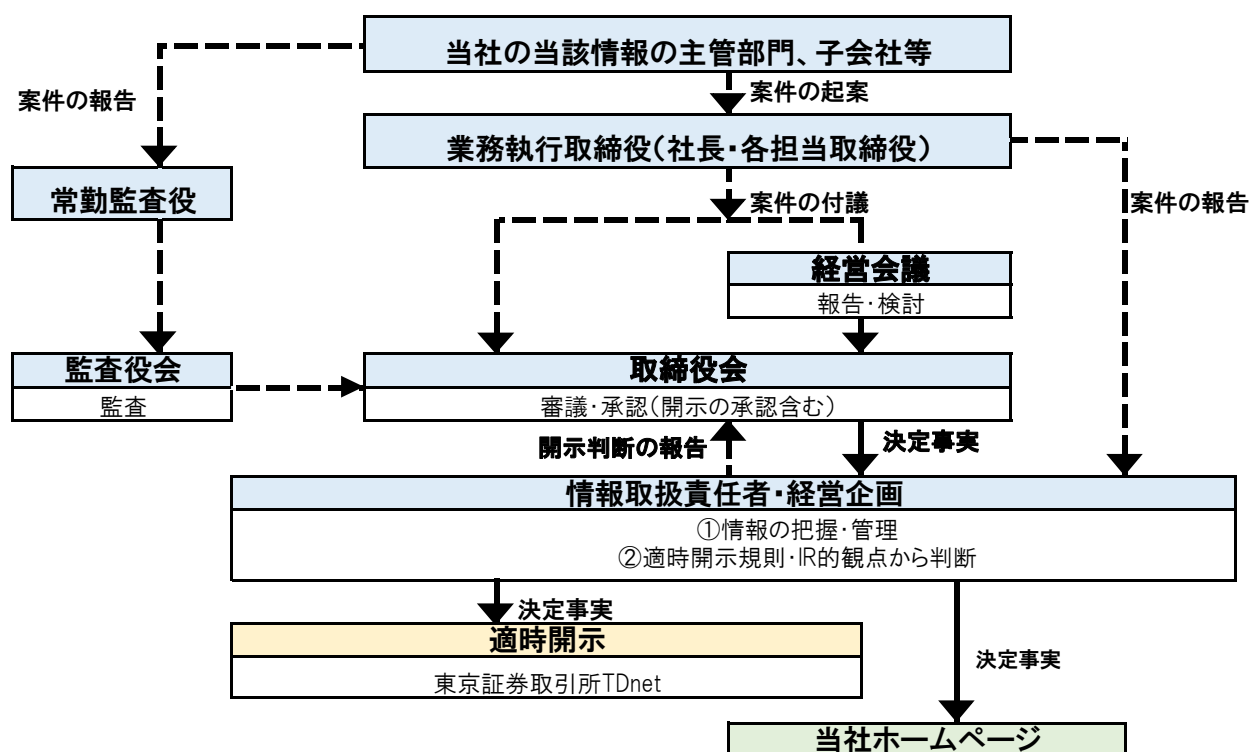 当社の当該情報の主管部門、子会社等
案件の報告
案件の起案
業務執行取締役(社長・各担当取締役)
常勤監査役
案件の付議
案件の報告
経営会議
報告・検討
監査役会
監査
取締役会
審議・承認(開示の承認含む)
開示判断の報告
決定事実
情報取扱責任者・経営企画
①情報の把握・管理
②適時開示規則・IR的観点から判断
決定事実
適時開示
東京証券取引所TDnet
決定事実
当社ホームページ